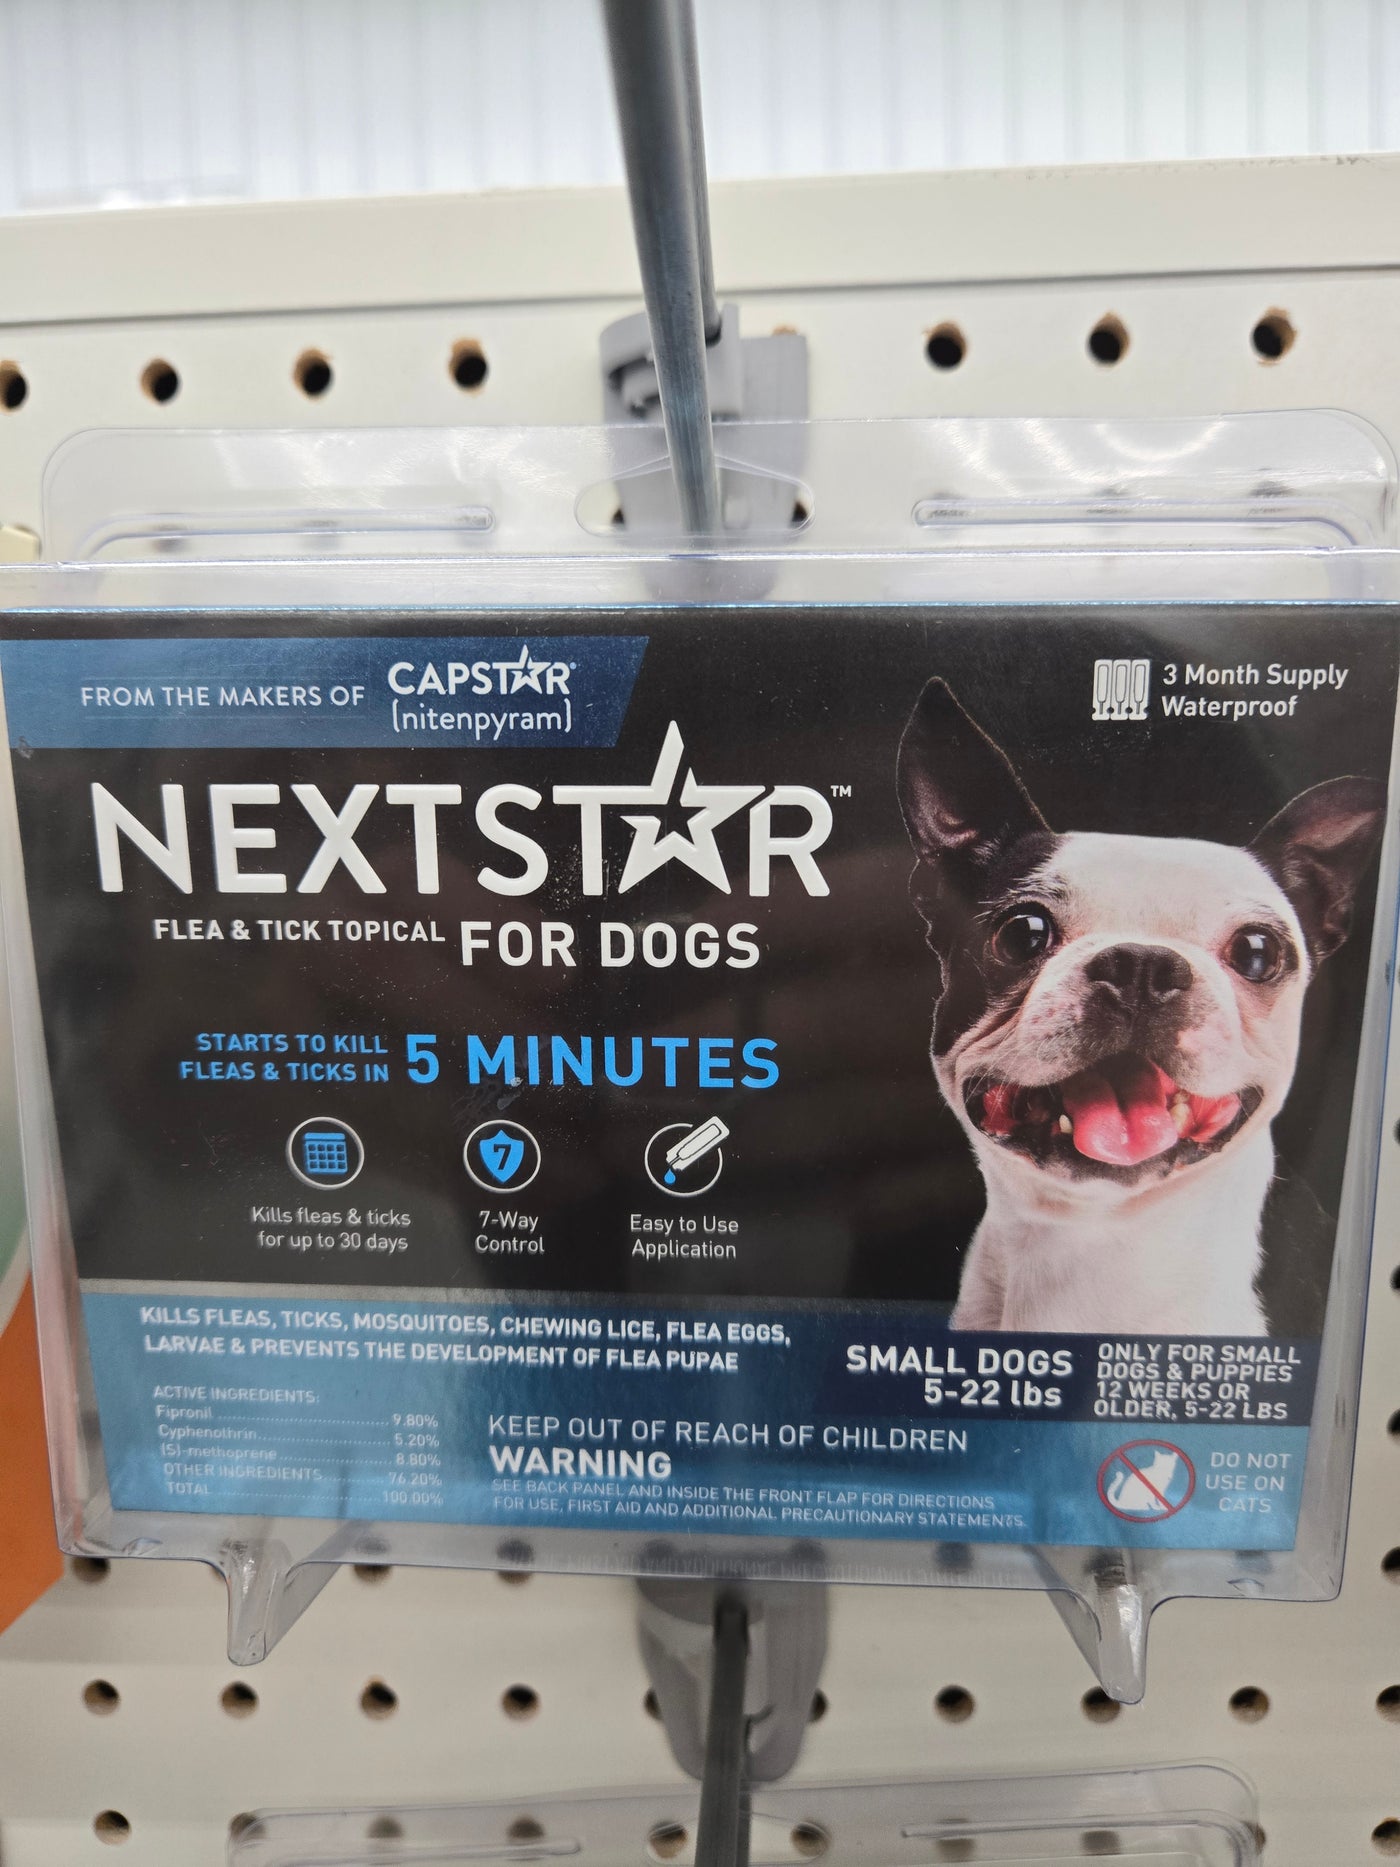 FROM THE MAKERS OF CAPSTAR®
(nitenpyram)
3 Month Supply
Waterproof
NEXTSTAR™
FLEA & TICK TOPICAL FOR DOGS
STARTS TO KILL
FLEAS & TICKS IN 5 MINUTES
Kills fleas & ticks
for up to 30 days
7
7-Way
Control
Easy to Use
Application
KILLS FLEAS, TICKS, MOSQUITOES, CHEWING LICE, FLEA EGGS,
LARVAE & PREVENTS THE DEVELOPMENT OF FLEA PUPAE
SMALL DOGS
5-22 lbs
ONLY FOR SMALL
DOGS & PUPPIES
12 WEEKS OR
OLDER, 5-22 LBS
ACTIVE INGREDIENTS:
Fipronil 9.80%
Cyphenothrin 5.20%
(S)-methoprene 8.80%
OTHER INGREDIENTS 76.20%
TOTAL 100.00%
KEEP OUT OF REACH OF CHILDREN
WARNING
SEE BACK PANEL AND INSIDE THE FRONT FLAP FOR DIRECTIONS
FOR USE, FIRST AID AND ADDITIONAL PRECAUTIONARY STATEMENTS.
DO NOT
USE ON
CATS